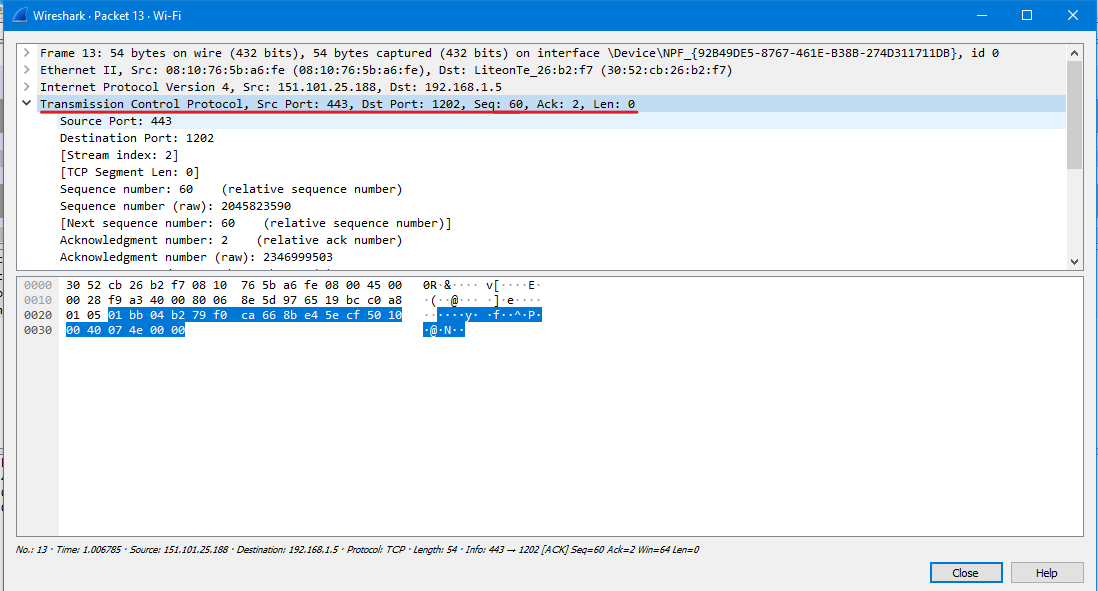 Wireshark · Packet 13 · Wi-Fi
Frame 13: 54 bytes on wire (432 bits), 54 bytes captured (432 bits) on interface \Device\NPF_{92B49DE5-8767-461E-B38B-274D311711DB}, id 0
Ethernet II, Src: 08:10:76:5b:a6:fe (08:10:76:5b:a6:fe), Dst: LiteonTe_26:b2:f7 (30:52:cb:26:b2:f7)
Internet Protocol Version 4, Src: 151.101.25.188, Dst: 192.168.1.5
Transmission Control Protocol, Src Port: 443, Dst Port: 1202, Seq: 60, Ack: 2, Len: 0
Source Port: 443
Destination Port: 1202
[Stream index: 2]
[TCP Segment Len: 0]
Sequence number: 60 (relative sequence number)
Sequence number (raw): 2045823590
[Next sequence number: 60 (relative sequence number)]
Acknowledgment number: 2 (relative ack number)
Acknowledgment number (raw): 2346999503
0000 30 52 cb 26 b2 f7 08 10 76 5b a6 fe 08 00 45 00 0R·&···· v[····E·
0010 00 28 f9 a3 40 00 80 06 8e 5d 97 65 19 bc c0 a8 ·(··@··· ·]·e····
0020 01 05 01 bb 04 b2 79 f0 ca 66 8b e4 5e cf 50 10 ······y· ·f··^·P·
0030 00 40 07 4e 00 00 ·@·N··
No.: 13 · Time: 1.006785 · Source: 151.101.25.188 · Destination: 192.168.1.5 · Protocol: TCP · Length: 54 · Info: 443 → 1202 [ACK] Seq=60 Ack=2 Win=64 Len=0
Close Help